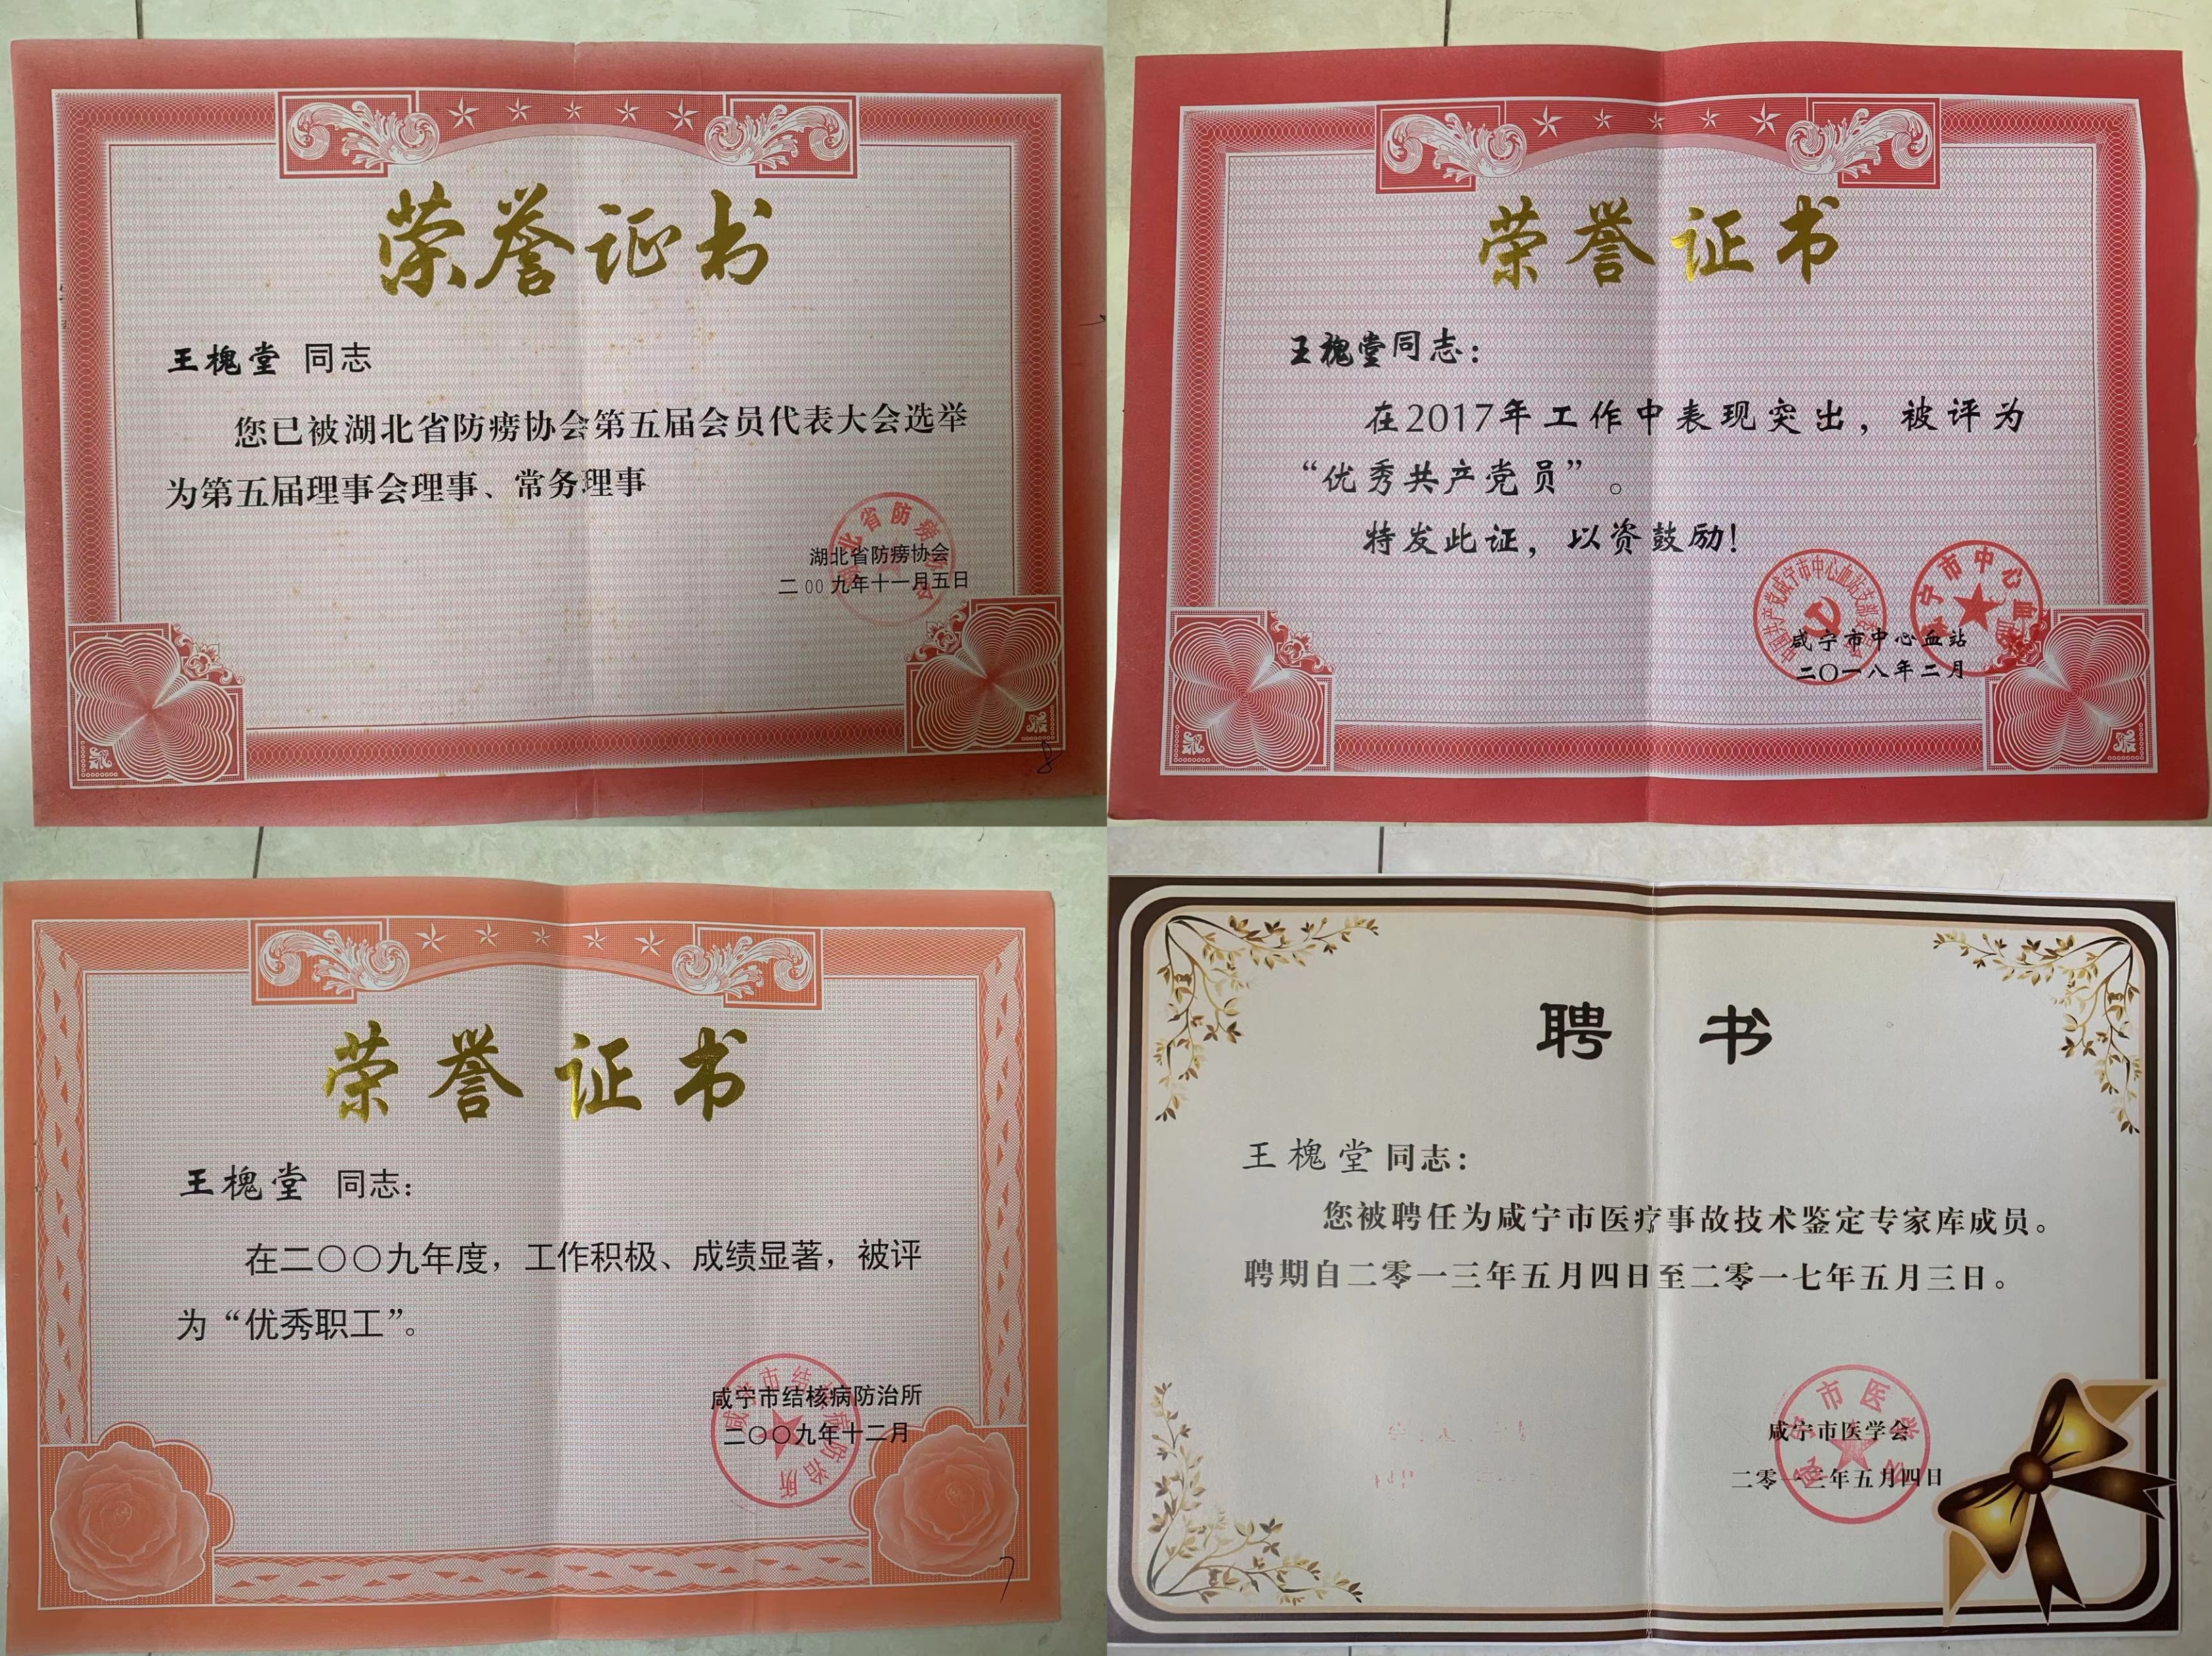 荣誉证书
王槐堂 同志
您已被湖北省防痨协会第五届会员代表大会选举
为第五届理事会理事、常务理事
湖北省防痨协会
二00九年十一月五日
8
荣誉证书
王槐堂同志：
在2017年工作中表现突出，被评为
“优秀共产党员”。
特发此证，以资鼓励！
咸宁市中心血站
二〇一八年二月
荣誉证书
王槐堂 同志：
在二〇〇九年度，工作积极、成绩显著，被评
为“优秀职工”。
咸宁市结核病防治所
二〇〇九年十二月
7
聘 书
王槐堂同志：
您被聘任为咸宁市医疗事故技术鉴定专家库成员。
聘期自二零一三年五月四日至二零一七年五月三日。
咸宁市医学会
二零一三年五月四日